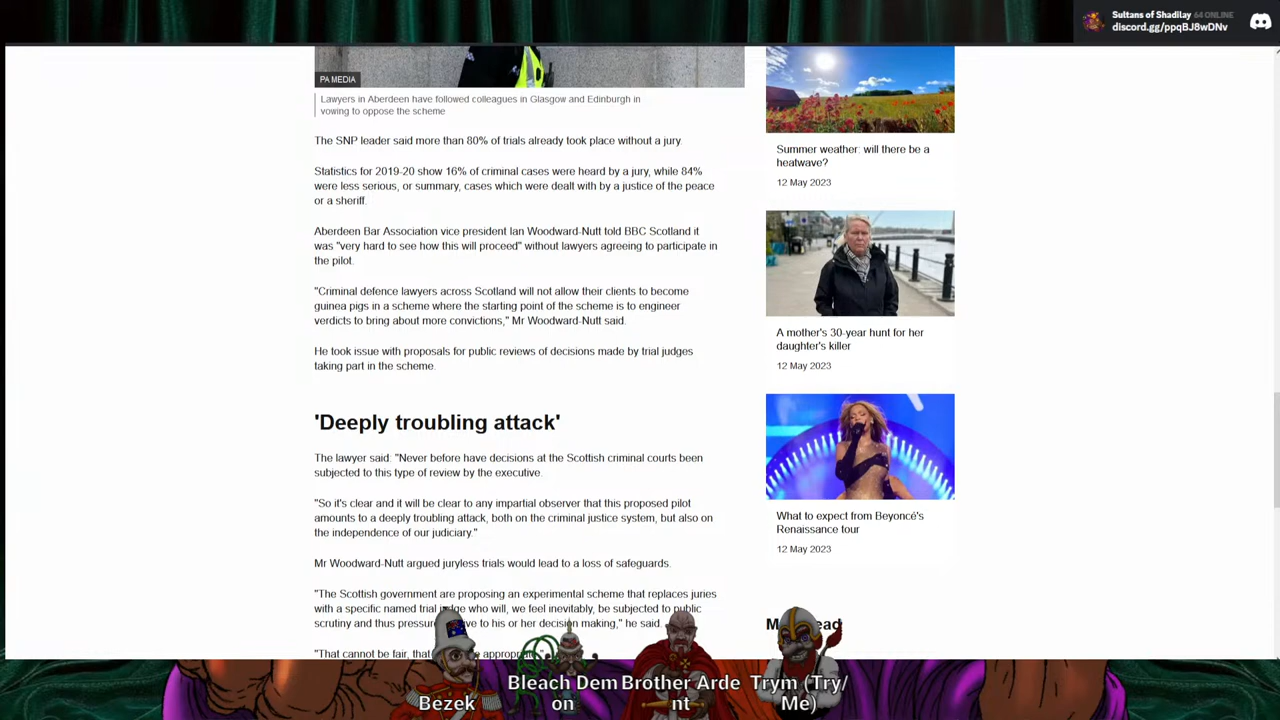 Sultans of Shadilay 64 ONLINE
discord.gg/ppqBJ8wDNv
PA MEDIA
Lawyers in Aberdeen have followed colleagues in Glasgow and Edinburgh in
vowing to oppose the scheme
The SNP leader said more than 80% of trials already took place without a jury.
Statistics for 2019-20 show 16% of criminal cases were heard by a jury, while 84%
were less serious, or summary, cases which were dealt with by a justice of the peace
or a sheriff.
Aberdeen Bar Association vice president Ian Woodward-Nutt told BBC Scotland it
was "very hard to see how this will proceed" without lawyers agreeing to participate in
the pilot.
"Criminal defence lawyers across Scotland will not allow their clients to become
guinea pigs in a scheme where the starting point of the scheme is to engineer
verdicts to bring about more convictions," Mr Woodward-Nutt said.
He took issue with proposals for public reviews of decisions made by trial judges
taking part in the scheme.
'Deeply troubling attack'
The lawyer said: "Never before have decisions at the Scottish criminal courts been
subjected to this type of review by the executive.
"So it's clear and it will be clear to any impartial observer that this proposed pilot
amounts to a deeply troubling attack, both on the criminal justice system, but also on
the independence of our judiciary."
Mr Woodward-Nutt argued juryless trials would lead to a loss of safeguards.
"The Scottish government are proposing an experimental scheme that replaces juries
with a specific named trial judge who will, we feel inevitably, be subjected to public
scrutiny and thus pressure to his or her decision making," he said.
"That cannot be fair, that appropriate."
Summer weather: will there be a
heatwave?
12 May 2023
A mother's 30-year hunt for her
daughter's killer
12 May 2023
What to expect from Beyoncé's
Renaissance tour
12 May 2023
Bezek
Bleach Dem
on
Brother Arde
nt
Trym (Try/
Me)